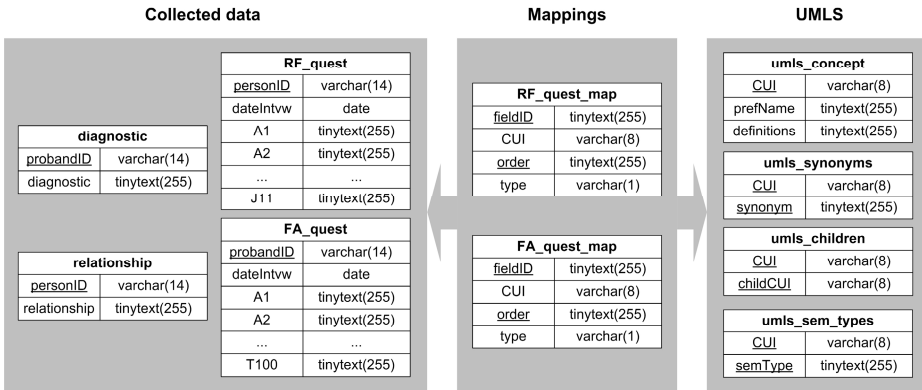 Collected data
Mappings
UMLS
diagnostic
probandID varchar(14)
diagnostic tinytext(255)
relationship
personID varchar(14)
relationship tinytext(255)
RF_quest
personID varchar(14)
dateIntvw date
A1 tinytext(255)
A2 tinytext(255)
... ...
J11 tinytext(255)
FA_quest
probandID varchar(14)
dateIntvw date
A1 tinytext(255)
A2 tinytext(255)
... ...
T100 tinytext(255)
RF_quest_map
fieldID tinytext(255)
CUI varchar(8)
order tinytext(255)
type varchar(1)
FA_quest_map
fieldID tinytext(255)
CUI varchar(8)
order tinytext(255)
type varchar(1)
umls_concept
CUI varchar(8)
prefName tinytext(255)
definitions tinytext(255)
umls_synonyms
CUI varchar(8)
synonym tinytext(255)
umls_children
CUI varchar(8)
childCUI varchar(8)
umls_sem_types
CUI varchar(8)
semType tinytext(255)